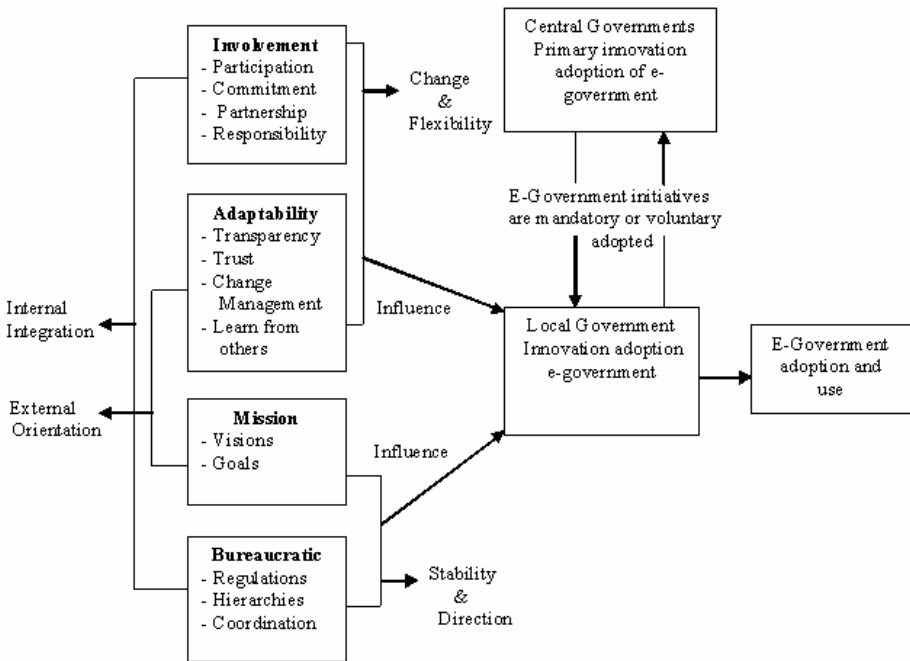 Involvement
- Participation
- Commitment
- Partnership
- Responsibility
Change
&
Flexibility
Central Governments
Primary innovation
adoption of e-
government
E-Government initiatives
are mandatory or voluntary
adopted
Adaptability
- Transparency
- Trust
- Change
Management
- Learn from
others
Internal
Integration
Influence
Local Government
Innovation adoption
e-government
E-Government
adoption and
use
External
Orientation
Mission
- Visions
- Goals
Influence
Bureaucratic
- Regulations
- Hierarchies
- Coordination
Stability
&
Direction